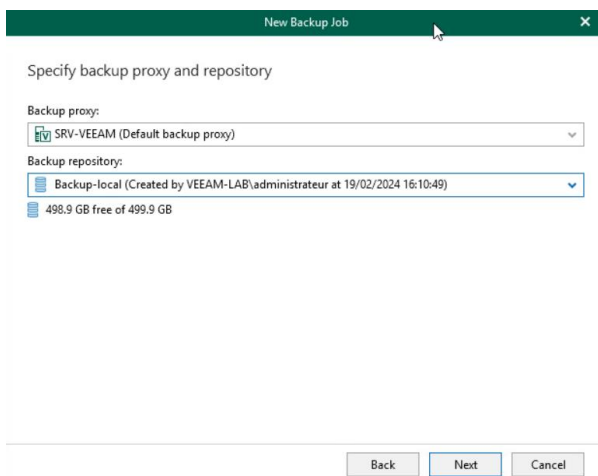 New Backup Job
Specify backup proxy and repository
Backup proxy:
SRV-VEEAM (Default backup proxy)
Backup repository:
Backup-local (Created by VEEAM-LAB\administrateur at 19/02/2024 16:10:49)
498.9 GB free of 499.9 GB
Back Next Cancel